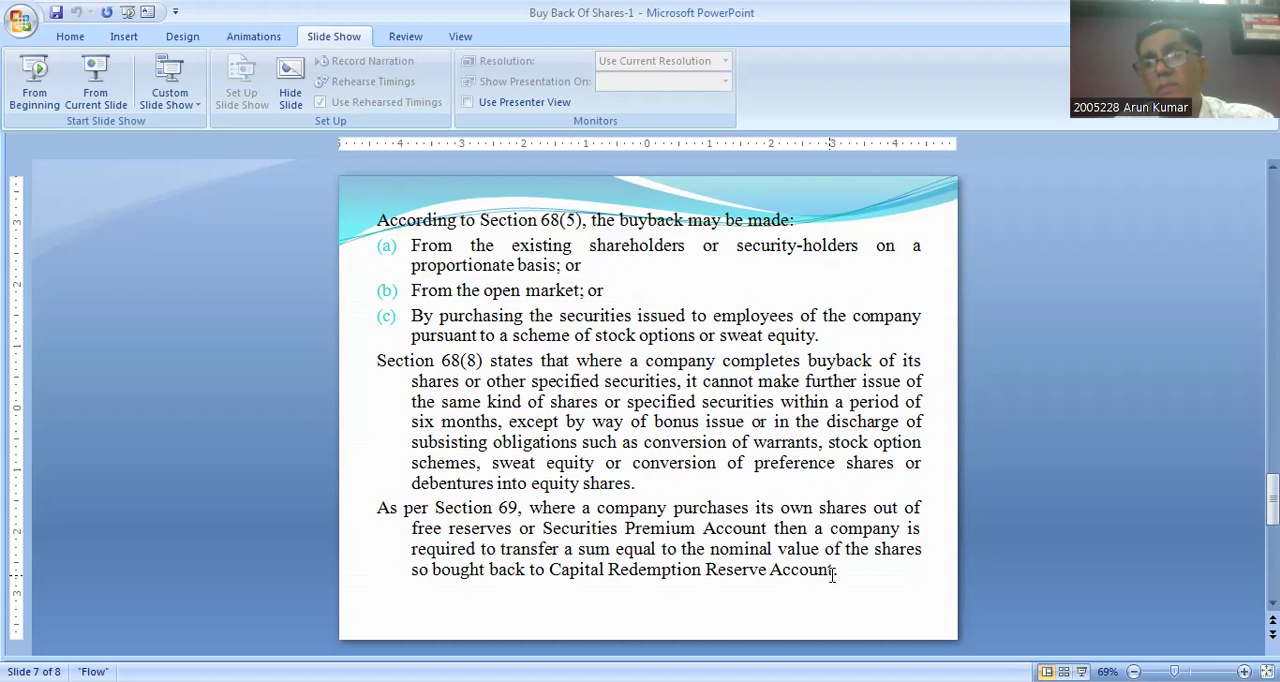 Buy Back Of Shares-1 - Microsoft PowerPoint
Home Insert Design Animations Slide Show Review View
From Beginning
From Current Slide
Custom Slide Show
Start Slide Show
Set Up Slide Show
Hide Slide
Record Narration
Rehearse Timings
Use Rehearsed Timings
Set Up
Resolution: Use Current Resolution
Show Presentation On:
Use Presenter View
Monitors
2005228 Arun Kumar
According to Section 68(5), the buyback may be made:
(a) From the existing shareholders or security-holders on a
proportionate basis; or
(b) From the open market; or
(c) By purchasing the securities issued to employees of the company
pursuant to a scheme of stock options or sweat equity.
Section 68(8) states that where a company completes buyback of its
shares or other specified securities, it cannot make further issue of
the same kind of shares or specified securities within a period of
six months, except by way of bonus issue or in the discharge of
subsisting obligations such as conversion of warrants, stock option
schemes, sweat equity or conversion of preference shares or
debentures into equity shares.
As per Section 69, where a company purchases its own shares out of
free reserves or Securities Premium Account then a company is
required to transfer a sum equal to the nominal value of the shares
so bought back to Capital Redemption Reserve Account.
Slide 7 of 8 "Flow" 69%